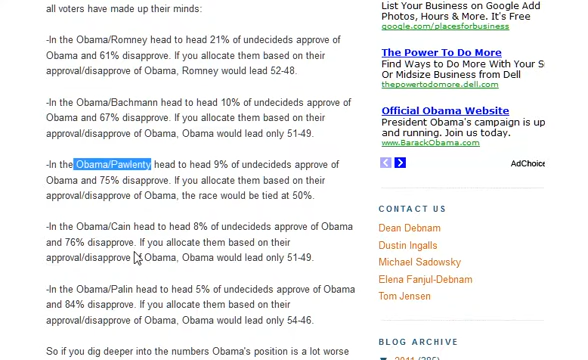 all voters have made up their minds:
-In the Obama/Romney head to head 21% of undecideds approve of
Obama and 61% disapprove. If you allocate them based on their
approval/disapprove of Obama, Romney would lead 52-48.
-In the Obama/Bachmann head to head 10% of undecideds approve of
Obama and 67% disapprove. If you allocate them based on their
approval/disapprove of Obama, Obama would lead only 51-49.
-In the Obama/Pawlenty head to head 9% of undecideds approve of
Obama and 75% disapprove. If you allocate them based on their
approval/disapprove of Obama, the race would be tied at 50%.
-In the Obama/Cain head to head 8% of undecideds approve of Obama
and 76% disapprove. If you allocate them based on their
approval/disapprove of Obama, Obama would lead only 51-49.
-In the Obama/Palin head to head 5% of undecideds approve of Obama
and 84% disapprove. If you allocate them based on their
approval/disapprove of Obama, Obama would lead only 54-46.
So if you dig deeper into the numbers Obama's position is a lot worse
List Your Business on Google Add
Photos, Hours & More. It's Free
google.com/placesforbusiness
The Power To Do More
Find Ways to Do More With Your S
Or Midsize Business from Dell
thepowertodomore.dell.com
Official Obama Website
President Obama's campaign is up
and running. Join us today.
www.BarackObama.com
AdChoice
CONTACT US
Dean Debnam
Dustin Ingalls
Michael Sadowsky
Elena Fanjul-Debnam
Tom Jensen
BLOG ARCHIVE